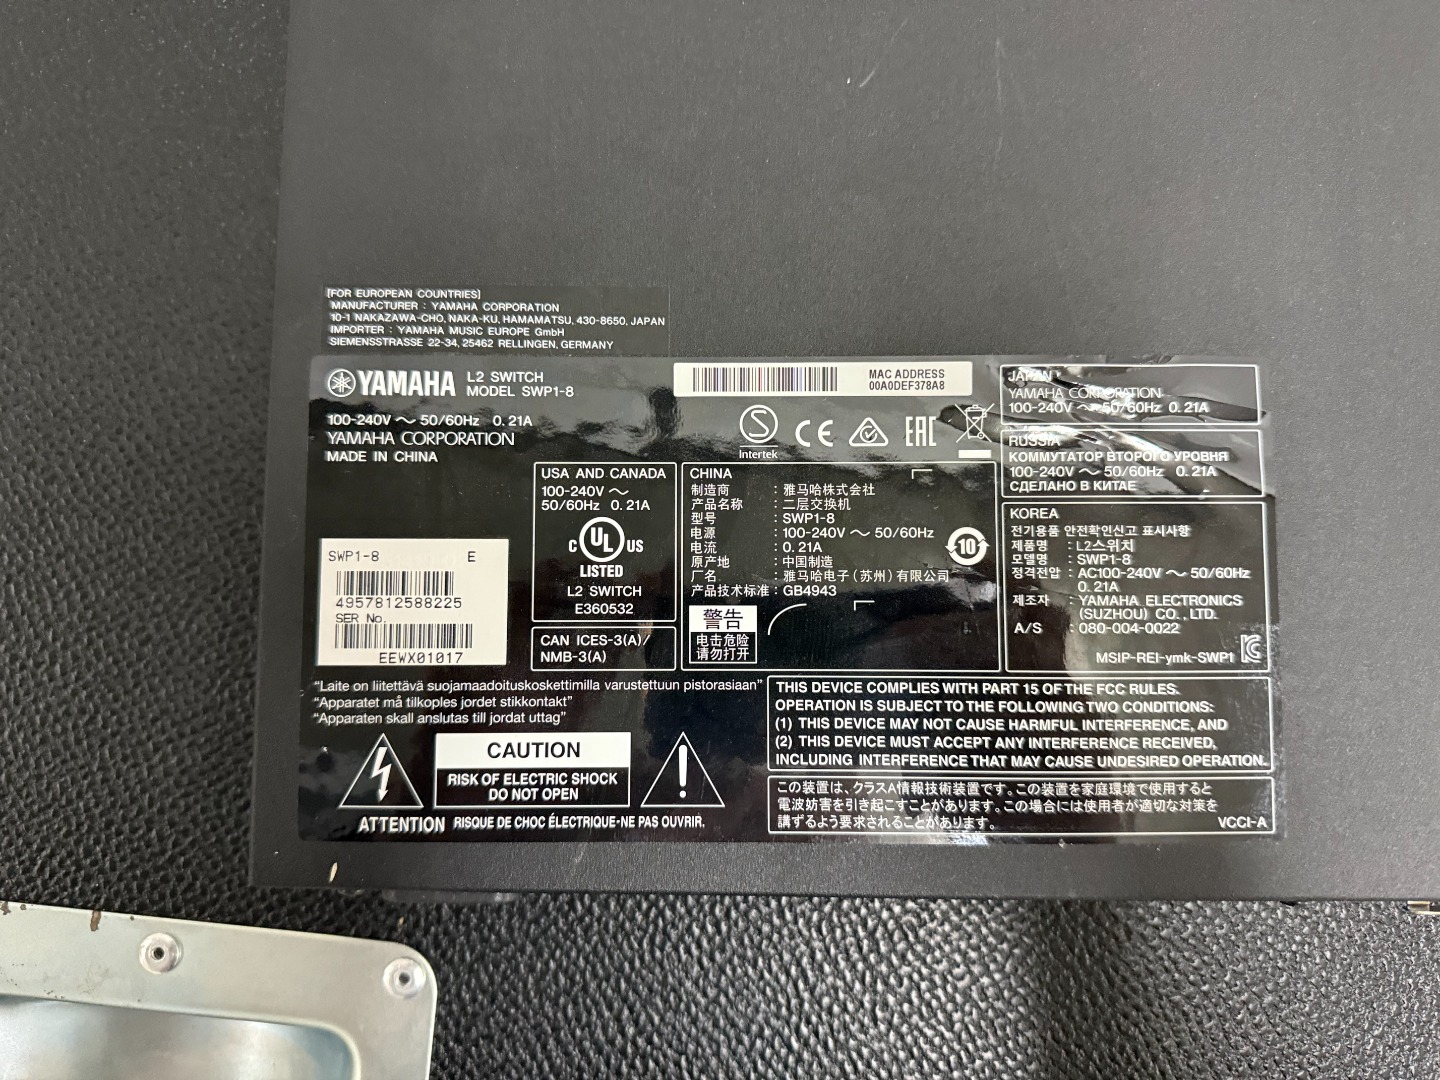 [FOR EUROPEAN COUNTRIES]
MANUFACTURER : YAMAHA CORPORATION
10-1 NAKAZAWA-CHO, NAKA-KU, HAMAMATSU, 430-8650, JAPAN
IMPORTER : YAMAHA MUSIC EUROPE GmbH
SIEMENSSTRASSE 22-34, 25462 RELLINGEN, GERMANY
YAMAHA
L2 SWITCH
MODEL SWP1-8
100-240V ～ 50/60Hz 0.21A
YAMAHA CORPORATION
MADE IN CHINA
MAC ADDRESS
00A0DEF378A8
S
Intertek
CE
EAC
JAPAN
YAMAHA CORPORATION
100-240V ～ 50/60Hz 0.21A
RUSSIA
КОММУТАТОР ВТОРОГО УРОВНЯ
100-240V ～ 50/60Hz 0.21A
СДЕЛАНО В КИТАЕ
USA AND CANADA
100-240V ～
50/60Hz 0.21A
C UL US
LISTED
L2 SWITCH
E360532
CAN ICES-3(A)/
NMB-3(A)
CHINA
制造商 : 雅马哈株式会社
产品名称 : 二层交换机
型号 : SWP1-8
电源 : 100-240V ～ 50/60Hz
电流 : 0.21A
原产地 : 中国制造
厂名 : 雅马哈电子（苏州）有限公司
产品技术标准 : GB4943
10
警告
电击危险
请勿打开
KOREA
전기용품 안전확인신고 표시사항
제품명 : L2스위치
모델명 : SWP1-8
정격전압 : AC100-240V ～ 50/60Hz
0.21A
제조자 : YAMAHA ELECTRONICS
(SUZHOU) CO., LTD.
A/S : 080-004-0022
MSIP-REI-ymk-SWP1
SWP1-8 E
4957812588225
SER No.
EEWX01017
"Laite on liitettävä suojamaadoituskoskettimilla varustettuun pistorasiaan"
"Apparatet må tilkoples jordet stikkontakt"
"Apparaten skall anslutas till jordat uttag"
CAUTION
RISK OF ELECTRIC SHOCK
DO NOT OPEN
!
ATTENTION RISQUE DE CHOC ÉLECTRIQUE-NE PAS OUVRIR.
THIS DEVICE COMPLIES WITH PART 15 OF THE FCC RULES.
OPERATION IS SUBJECT TO THE FOLLOWING TWO CONDITIONS:
(1) THIS DEVICE MAY NOT CAUSE HARMFUL INTERFERENCE, AND
(2) THIS DEVICE MUST ACCEPT ANY INTERFERENCE RECEIVED,
INCLUDING INTERFERENCE THAT MAY CAUSE UNDESIRED OPERATION.
この装置は、クラスA情報技術装置です。この装置を家庭環境で使用すると
電波妨害を引き起こすことがあります。この場合には使用者が適切な対策を
講ずるよう要求されることがあります。
VCCI-A